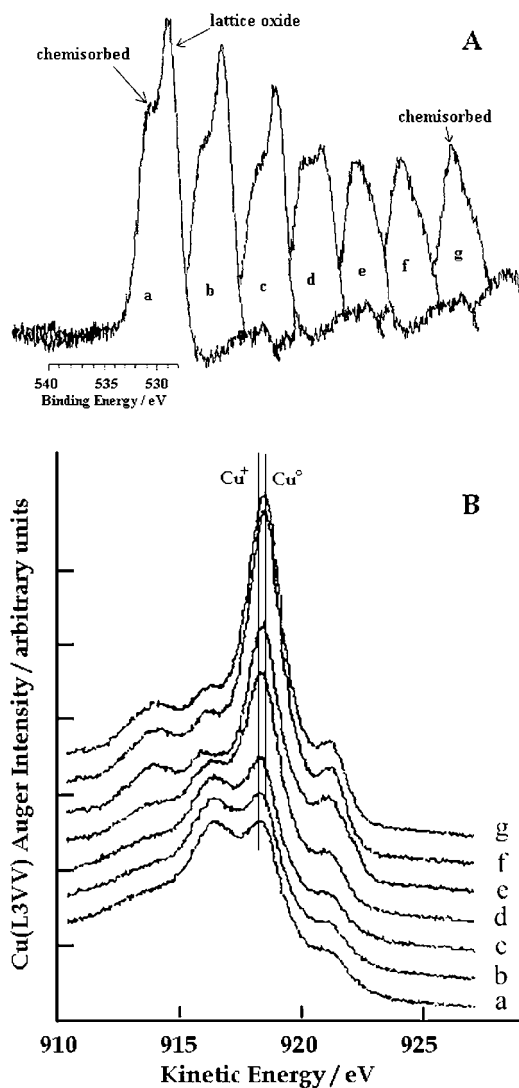 A
lattice oxide
chemisorbed
chemisorbed
a b c d e f g
540 535 530
Binding Energy / eV
B
Cu⁺ Cu°
Cu(L3VV) Auger Intensity / arbitrary units
g
f
e
d
c
b
a
910 915 920 925
Kinetic Energy / eV